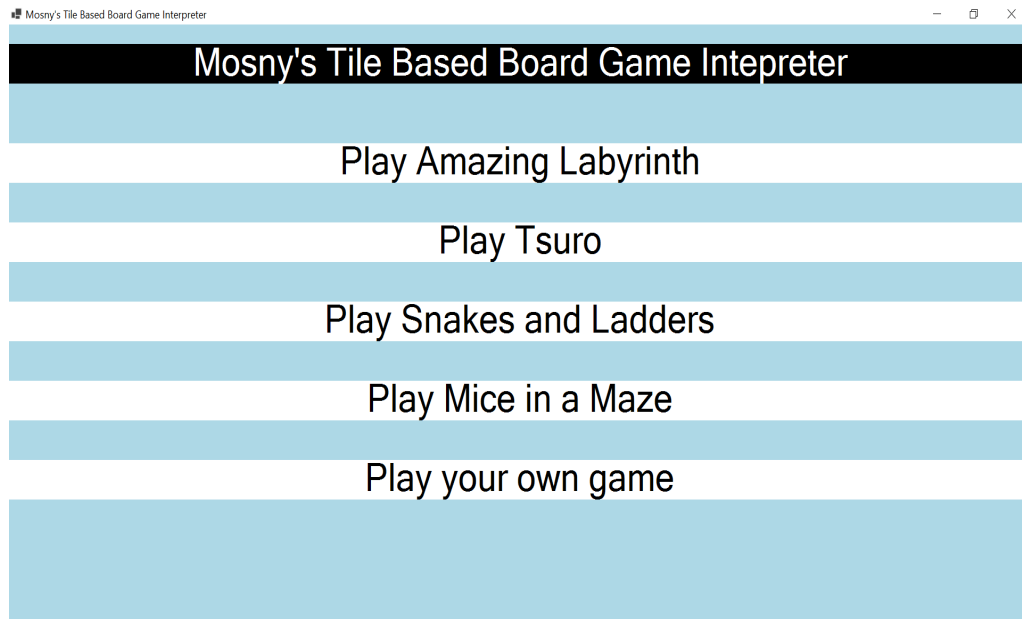 Mosny's Tile Based Board Game Interpreter
Mosny's Tile Based Board Game Intepreter
Play Amazing Labyrinth
Play Tsuro
Play Snakes and Ladders
Play Mice in a Maze
Play your own game